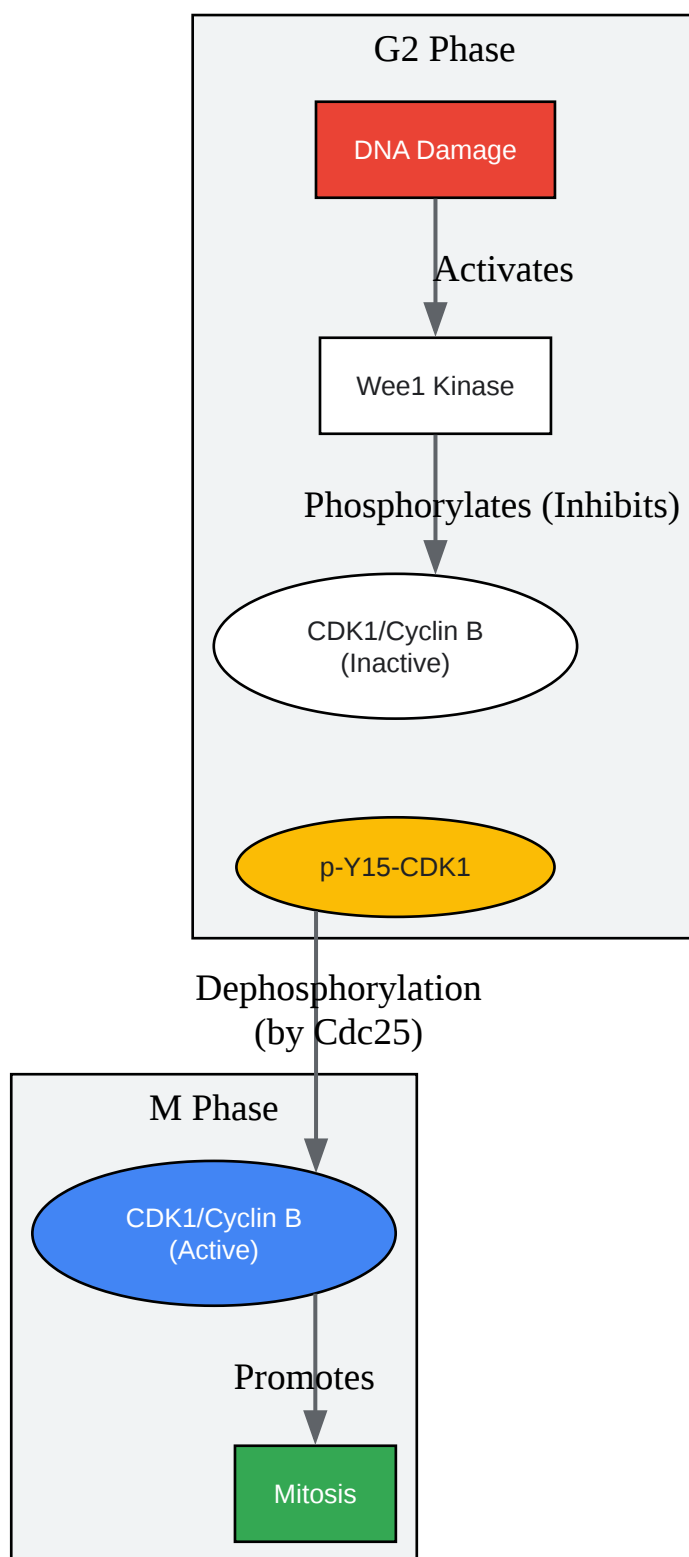 G2 Phase
DNA Damage
Activates
Wee1 Kinase
Phosphorylates (Inhibits)
CDK1/Cyclin B
(Inactive)
p-Y15-CDK1
Dephosphorylation
(by Cdc25)
M Phase
CDK1/Cyclin B
(Active)
Promotes
Mitosis